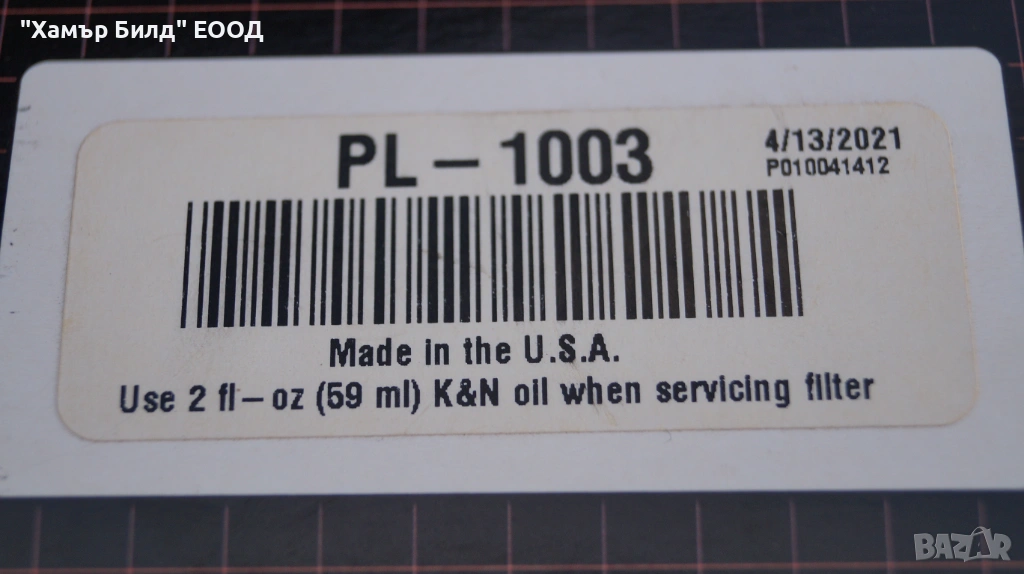 "Хамър Билд" ЕООД
PL-1003
4/13/2021
P010041412
Made in the U.S.A.
Use 2 fl-oz (59 ml) K&N oil when servicing filter
BAZAR